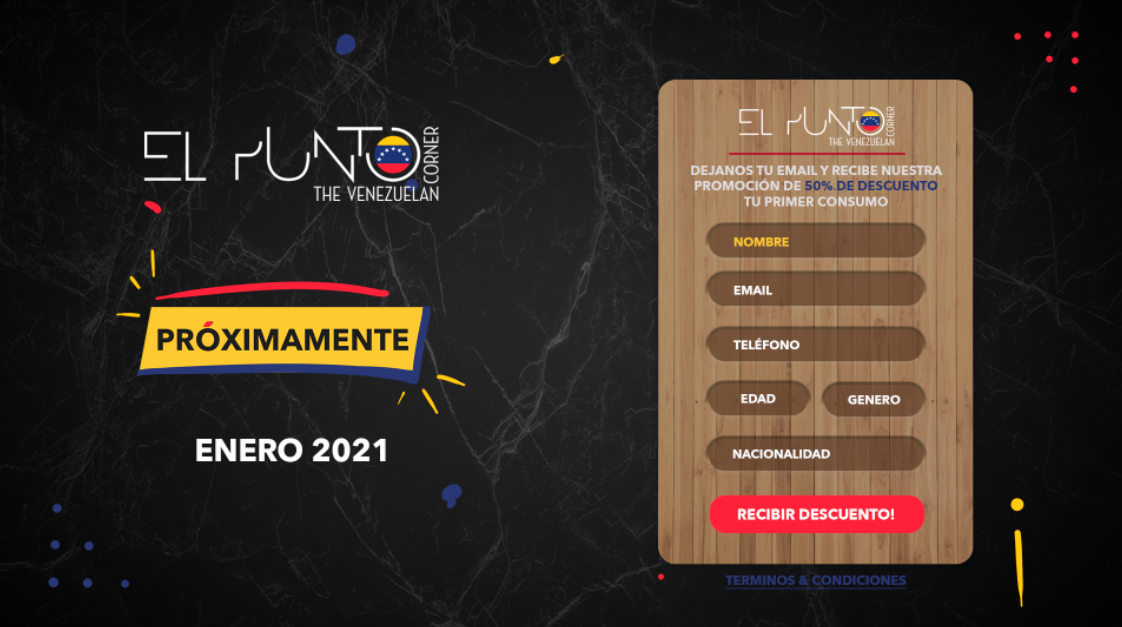 EL PUNTO
CORNER
THE VENEZUELAN
PRÓXIMAMENTE
ENERO 2021
EL PUNTO
CORNER
THE VENEZUELAN
DEJANOS TU EMAIL Y RECIBE NUESTRA
PROMOCIÓN DE 50% DE DESCUENTO
TU PRIMER CONSUMO
NOMBRE
EMAIL
TELÉFONO
EDAD GENERO
NACIONALIDAD
RECIBIR DESCUENTO!
TERMINOS & CONDICIONES